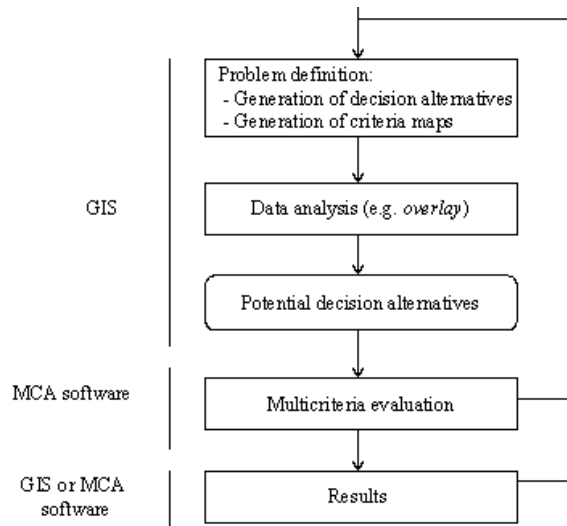 Problem definition:
- Generation of decision alternatives
- Generation of criteria maps
GIS
Data analysis (e.g. overlay)
Potential decision alternatives
MCA software
Multicriteria evaluation
GIS or MCA
software
Results